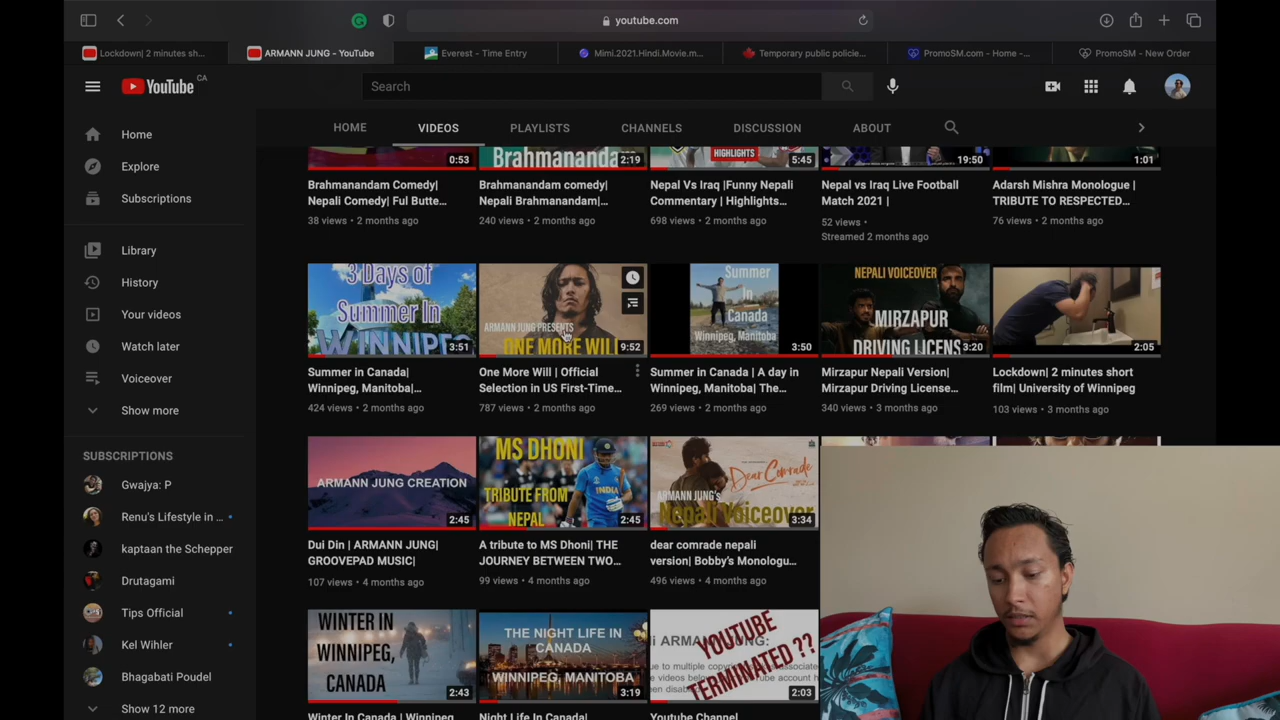 youtube.com
Lockdown| 2 minutes sh...
ARMANN JUNG - YouTube
Everest - Time Entry
Mimi.2021.Hindi.Movie.m...
Temporary public policie...
PromoSM.com - Home -...
PromoSM - New Order
YouTube CA
Search
HOME
VIDEOS
PLAYLISTS
CHANNELS
DISCUSSION
ABOUT
Home
Explore
Subscriptions
Library
History
Your videos
Watch later
Voiceover
Show more
SUBSCRIPTIONS
Gwajya: P
Renu's Lifestyle in ...
kaptaan the Schepper
Drutagami
Tips Official
Kel Wihler
Bhagabati Poudel
Show 12 more
0:53
Brahmanandam Comedy|
Nepali Comedy| Ful Butte...
38 views • 2 months ago
Brahmananda
2:19
Brahmanandam comedy|
Nepali Brahmanandam|...
240 views • 2 months ago
HIGHLIGHTS
5:45
Nepal Vs Iraq |Funny Nepali
Commentary | Highlights...
698 views • 2 months ago
19:50
Nepal vs Iraq Live Football
Match 2021 |
52 views •
Streamed 2 months ago
1:01
Adarsh Mishra Monologue |
TRIBUTE TO RESPECTED...
76 views • 2 months ago
3 Days of
Summer In
WINNIPEG
3:51
Summer in Canada|
Winnipeg, Manitoba|...
424 views • 2 months ago
ARMANN JUNG PRESENTS
ONE MORE WILL
9:52
One More Will | Official
Selection in US First-Time...
787 views • 2 months ago
Summer
In
Canada
Winnipeg, Manitoba
3:50
Summer in Canada | A day in
Winnipeg, Manitoba| The...
269 views • 2 months ago
NEPALI VOICEOVER
MIRZAPUR
DRIVING LICENS
3:20
Mirzapur Nepali Version|
Mirzapur Driving License...
340 views • 3 months ago
2:05
Lockdown| 2 minutes short
film| University of Winnipeg
103 views • 3 months ago
ARMANN JUNG CREATION
2:45
Dui Din | ARMANN JUNG|
GROOVEPAD MUSIC|
107 views • 4 months ago
MS DHONI
TRIBUTE FROM
NEPAL
INDIA
2:45
A tribute to MS Dhoni| THE
JOURNEY BETWEEN TWO...
99 views • 4 months ago
Dear Comrade
ARMANN JUNG's
Nepali Voiceover
3:34
dear comrade nepali
version| Bobby's Monologu...
496 views • 4 months ago
WINTER IN
WINNIPEG,
CANADA
2:43
Winter In Canada | Winnipeg
THE NIGHT LIFE IN
CANADA
WINNIPEG, MANITOBA
3:19
Night Life In Canada|
YOUTUBE
TERMINATED ??
2:03
Youtube Channel